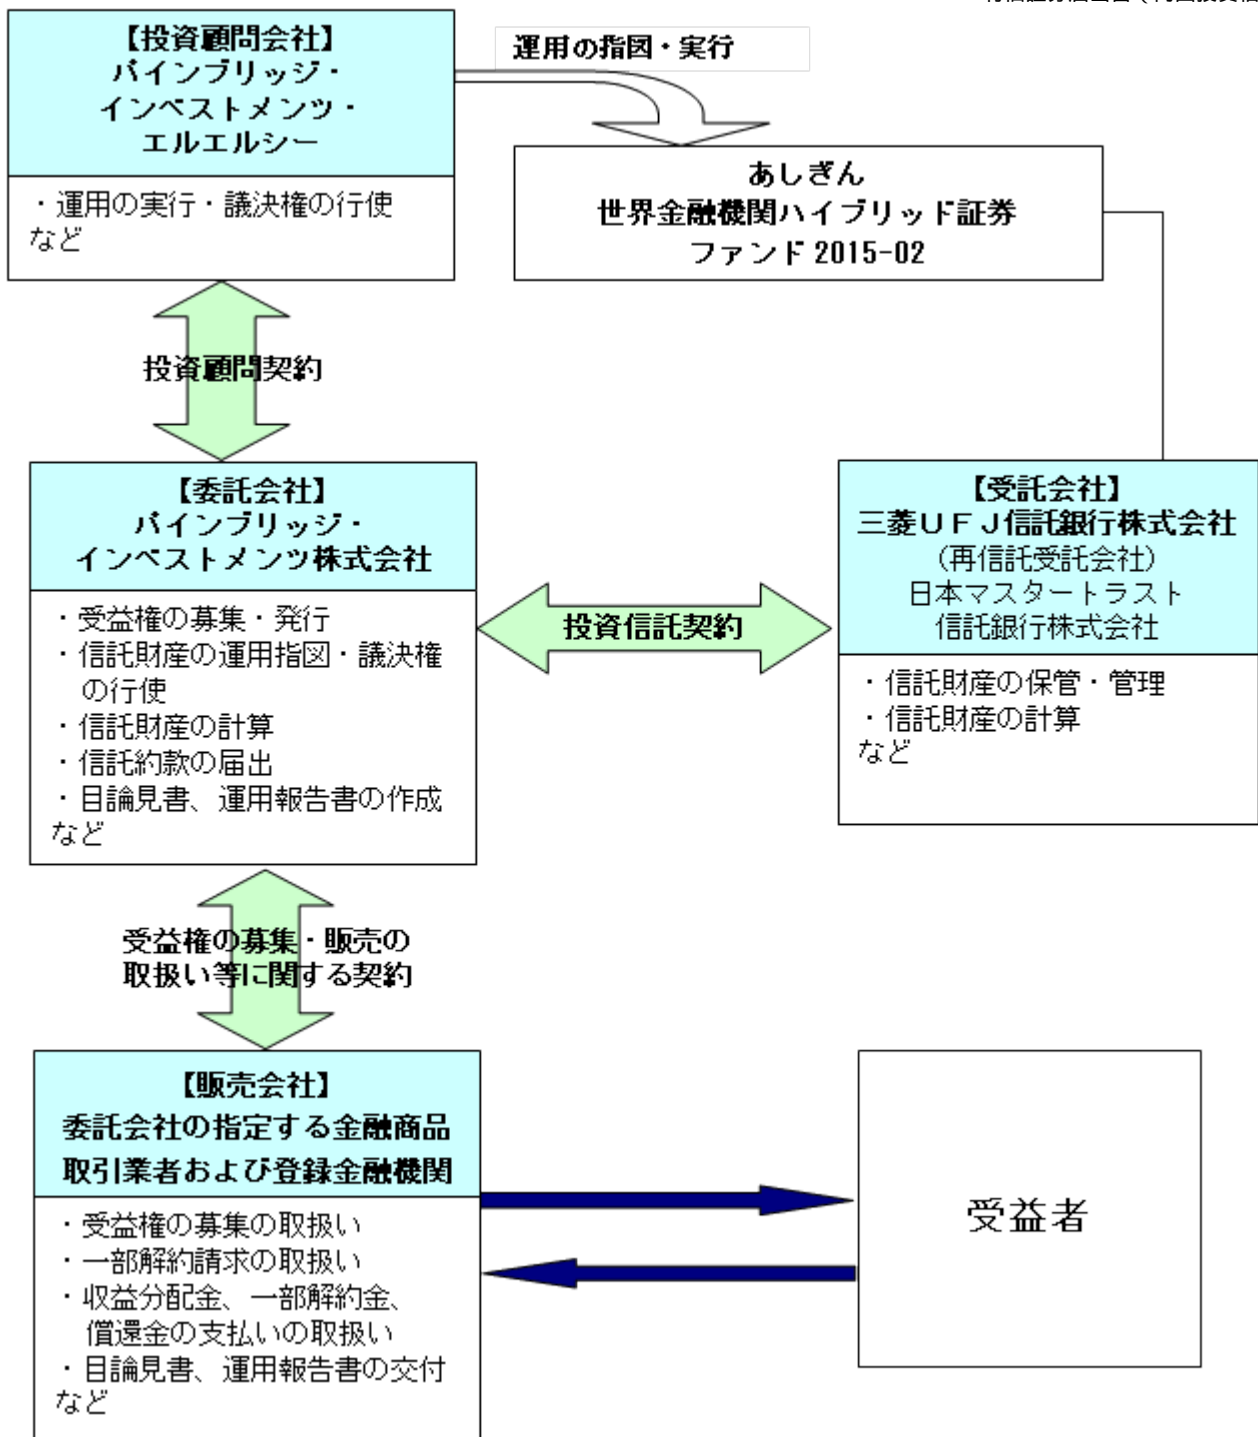 【投資顧問会社】
パインブリッジ・
インベストメンツ・
エルエルシー
・運用の実行・議決権の行使
など
運用の指図・実行
あしぎん
世界金融機関ハイブリッド証券
ファンド 2015-02
投資顧問契約
【委託会社】
パインブリッジ・
インベストメンツ株式会社
・受益権の募集・発行
・信託財産の運用指図・議決権
の行使
・信託財産の計算
・信託約款の届出
・目論見書、運用報告書の作成
など
投資信託契約
【受託会社】
三菱ＵＦＪ信託銀行株式会社
（再信託受託会社）
日本マスタートラスト
信託銀行株式会社
・信託財産の保管・管理
・信託財産の計算
など
受益権の募集・販売の
取扱い等に関する契約
【販売会社】
委託会社の指定する金融商品
取引業者および登録金融機関
・受益権の募集の取扱い
・一部解約請求の取扱い
・収益分配金、一部解約金、
償還金の支払いの取扱い
・目論見書、運用報告書の交付
など
受益者